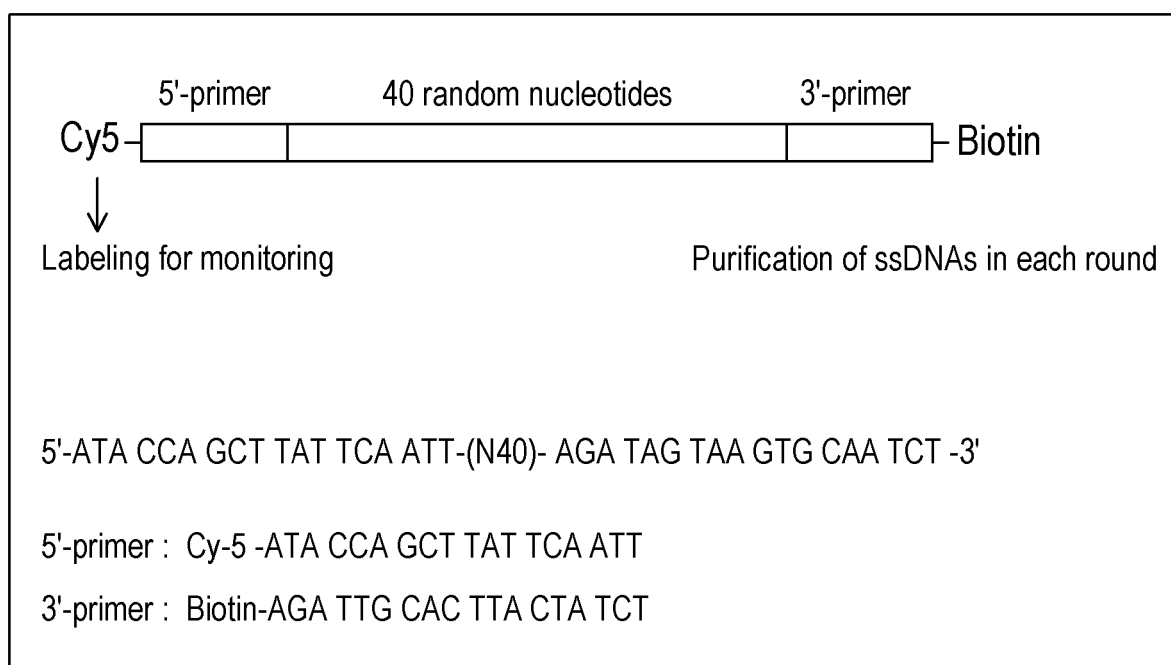 5'-primer 40 random nucleotides 3'-primer
Cy5 Biotin
Labeling for monitoring Purification of ssDNAs in each round
5'-ATA CCA GCT TAT TCA ATT-(N40)- AGA TAG TAA GTG CAA TCT -3'
5'-primer : Cy-5 -ATA CCA GCT TAT TCA ATT
3'-primer : Biotin-AGA TTG CAC TTA CTA TCT